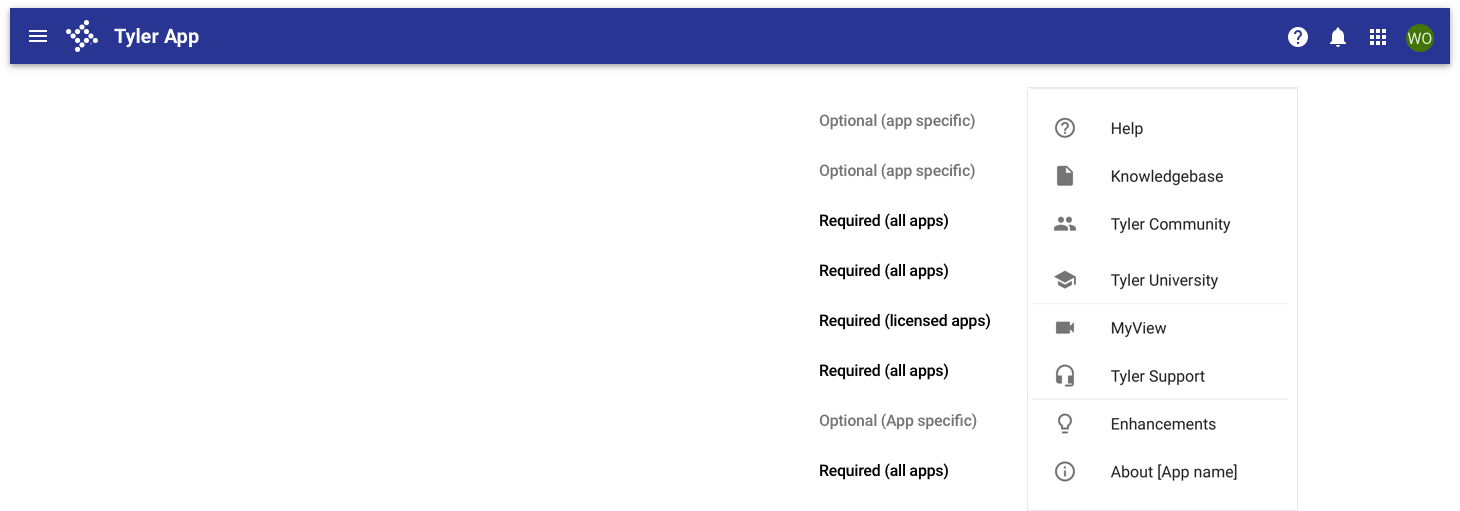 Tyler App
WO
Optional (app specific)
Help
Optional (app specific)
Knowledgebase
Required (all apps)
Tyler Community
Required (all apps)
Tyler University
Required (licensed apps)
MyView
Required (all apps)
Tyler Support
Optional (App specific)
Enhancements
Required (all apps)
About [App name]